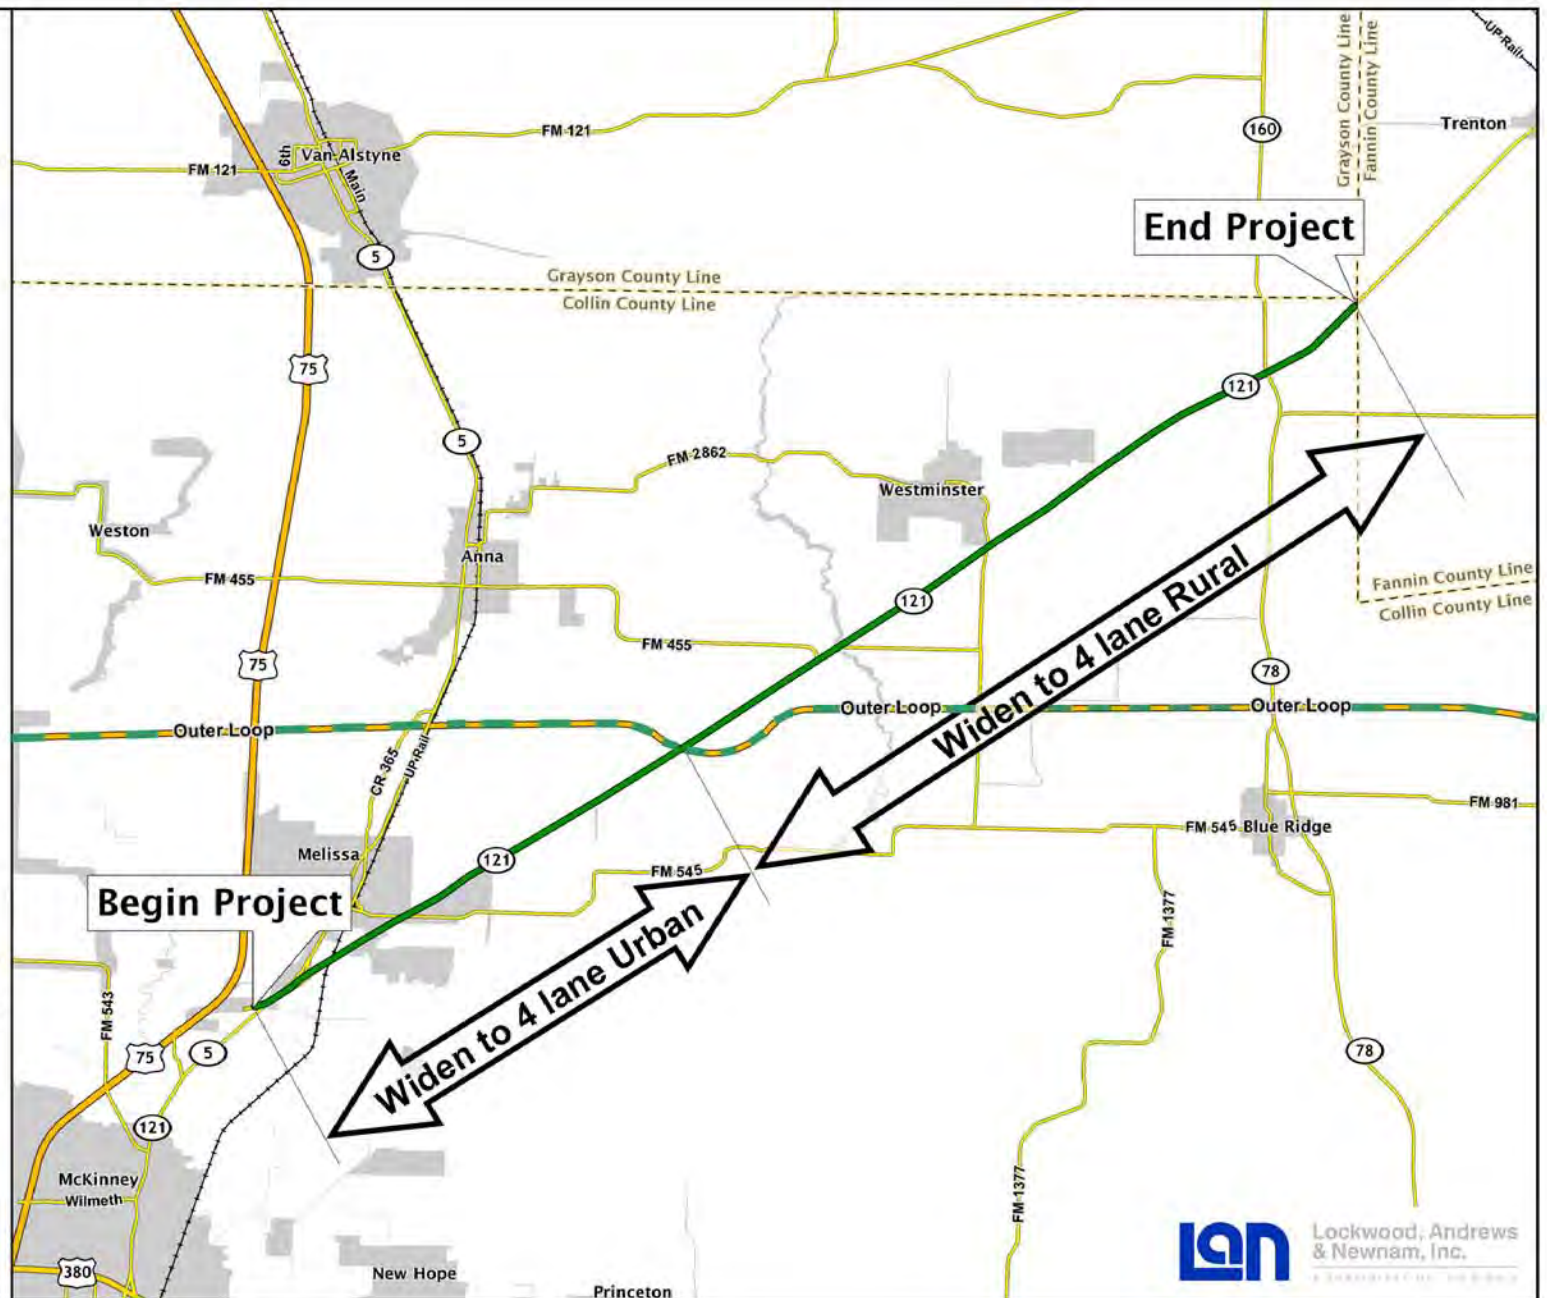 UP-Rail
Grayson County Line
Fannin County Line
160
Trenton
FM 121
6th
Van Alstyne
FM 121
Main
End Project
5
Grayson County Line
Collin County Line
75
121
5
FM 2862
Westminster
Weston
Anna
FM 455
Fannin County Line
Collin County Line
121
FM 455
75
78
Widen to 4 lane Rural
Outer Loop
Outer Loop
Outer Loop
CR 365
UP-Rail
FM 981
FM 545
Blue Ridge
Melissa
121
FM 545
Begin Project
FM 1377
Widen to 4 lane Urban
FM 543
75
5
78
121
McKinney
Wilmeth
FM 1377
380
New Hope
Princeton
LAN
Lockwood, Andrews
& Newnam, Inc.